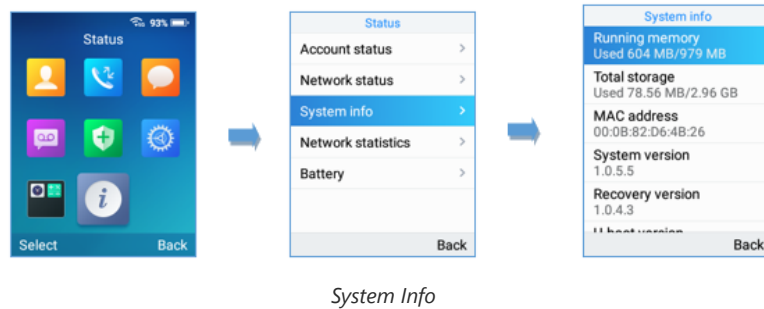 93%
Status
Select
Back
Status
Account status
Network status
System info
Network statistics
Battery
Back
System info
Running memory
Used 604 MB/979 MB
Total storage
Used 78.56 MB/2.96 GB
MAC address
00:0B:82:D6:4B:26
System version
1.0.5.5
Recovery version
1.0.4.3
Back
System Info